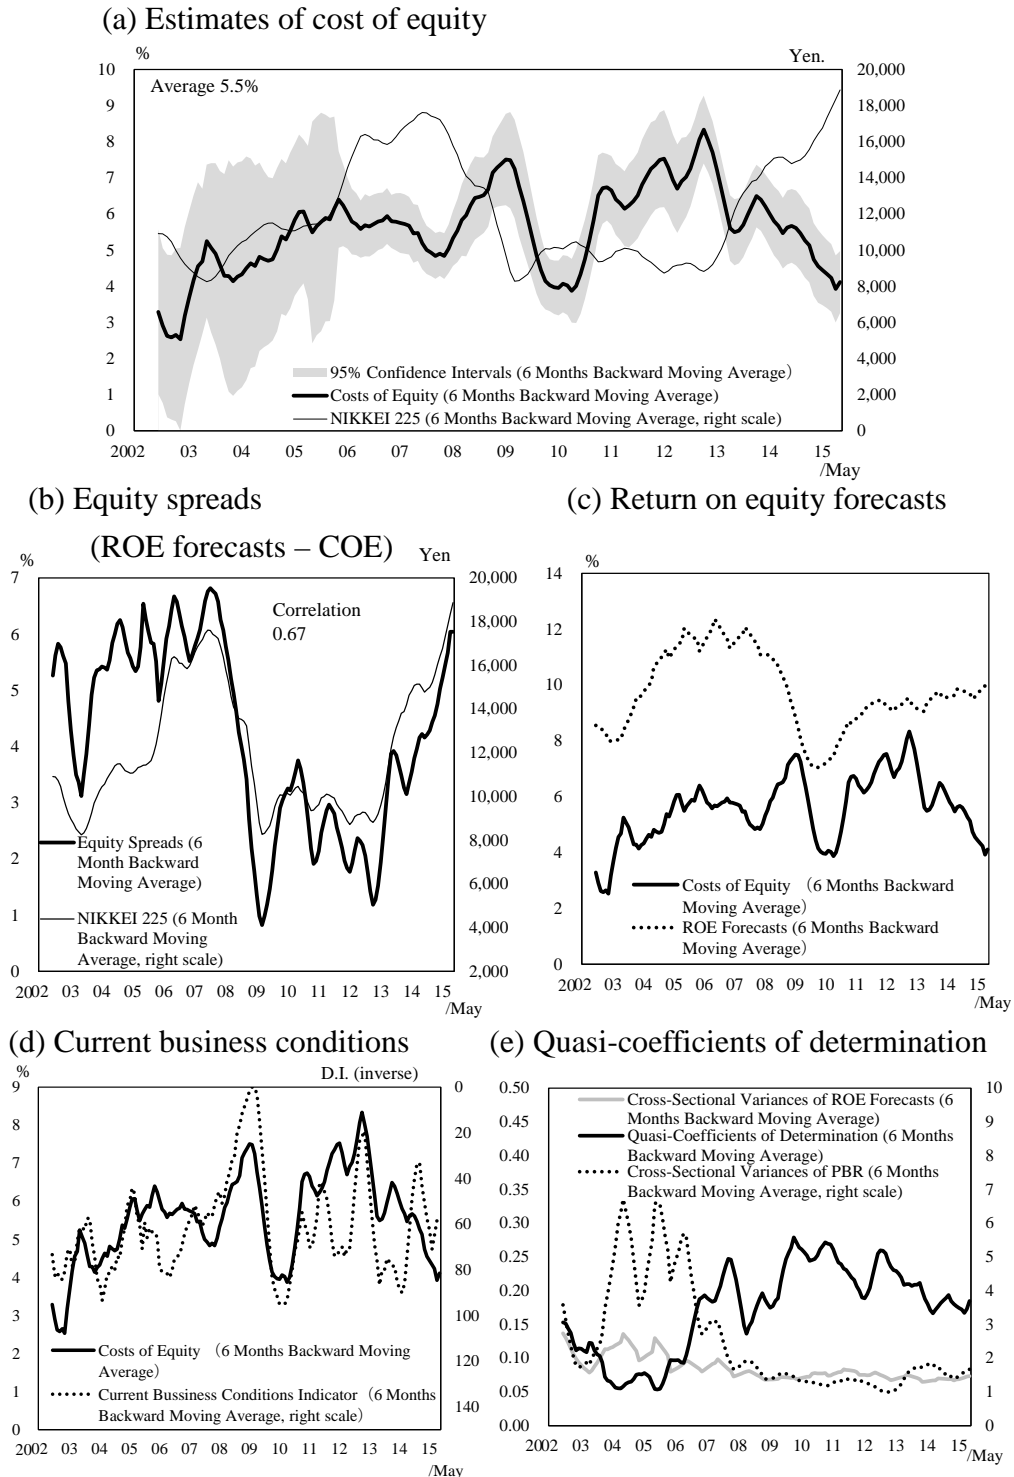 (a) Estimates of cost of equity
%
Yen.
Average 5.5%
10
9
8
7
6
5
4
3
2
1
0
20,000
18,000
16,000
14,000
12,000
10,000
8,000
6,000
4,000
2,000
0
95% Confidence Intervals (6 Months Backward Moving Average）
Costs of Equity (6 Months Backward Moving Average)
NIKKEI 225 (6 Months Backward Moving Average, right scale)
2002 03 04 05 06 07 08 09 10 11 12 13 14 15
/May
(b) Equity spreads
(ROE forecasts – COE)
%
Yen
7
6
5
4
3
2
1
0
20,000
18,000
16,000
14,000
12,000
10,000
8,000
6,000
4,000
2,000
Correlation
0.67
Equity Spreads (6
Month Backward
Moving Average)
NIKKEI 225 (6 Month
Backward Moving
Average, right scale)
2002 03 04 05 06 07 08 09 10 11 12 13 14 15
/May
(c) Return on equity forecasts
%
14
12
10
8
6
4
2
0
Costs of Equity （6 Months Backward
Moving Average）
ROE Forecasts (6 Months Backward
Moving Average）
2002 03 04 05 06 07 08 09 10 11 12 13 14 15
/May
(d) Current business conditions
%
D.I. (inverse)
9
8
7
6
5
4
3
2
1
0
0
20
40
60
80
100
120
140
Costs of Equity （6 Months Backward Moving
Average）
Current Bussiness Conditions Indicator（6 Months
Backward Moving Average, right scale）
2002 03 04 05 06 07 08 09 10 11 12 13 14 15
/May
(e) Quasi-coefficients of determination
0.50
0.45
0.40
0.35
0.30
0.25
0.20
0.15
0.10
0.05
0.00
10
9
8
7
6
5
4
3
2
1
0
Cross-Sectional Variances of ROE Forecasts (6
Months Backward Moving Average)
Quasi-Coefficients of Determination (6 Months
Backward Moving Average)
Cross-Sectional Variances of PBR (6 Months
Backward Moving Average, right scale)
2002 03 04 05 06 07 08 09 10 11 12 13 14 15
/May